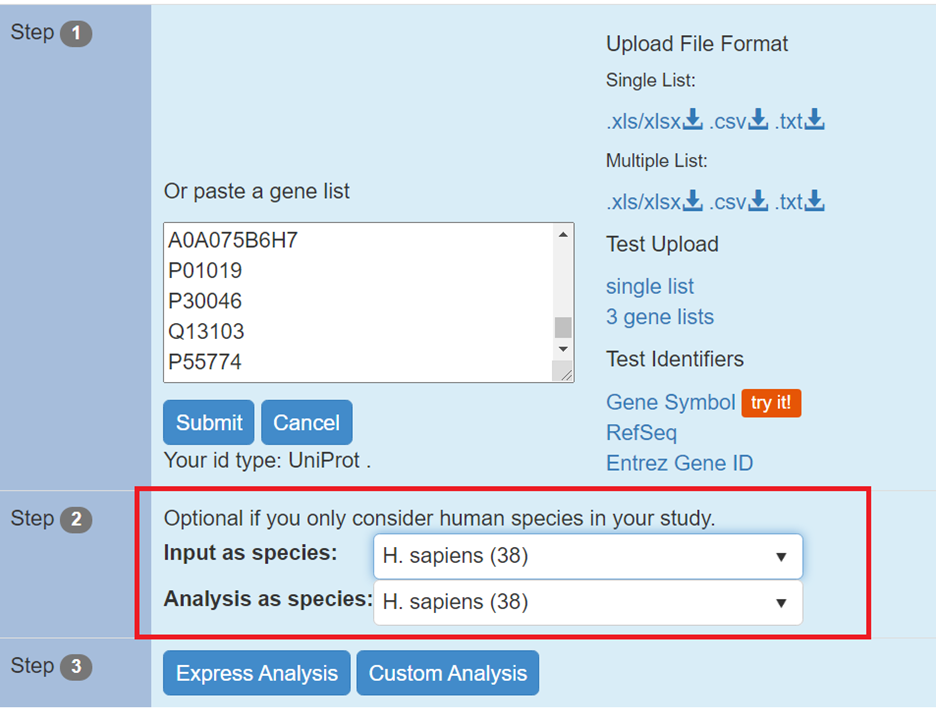 Step 1
Or paste a gene list
A0A075B6H7
P01019
P30046
Q13103
P55774
Submit Cancel
Your id type: UniProt .
Upload File Format
Single List:
.xls/xlsx .csv .txt
Multiple List:
.xls/xlsx .csv .txt
Test Upload
single list
3 gene lists
Test Identifiers
Gene Symbol try it!
RefSeq
Entrez Gene ID
Step 2
Optional if you only consider human species in your study.
Input as species: H. sapiens (38)
Analysis as species: H. sapiens (38)
Step 3
Express Analysis Custom Analysis